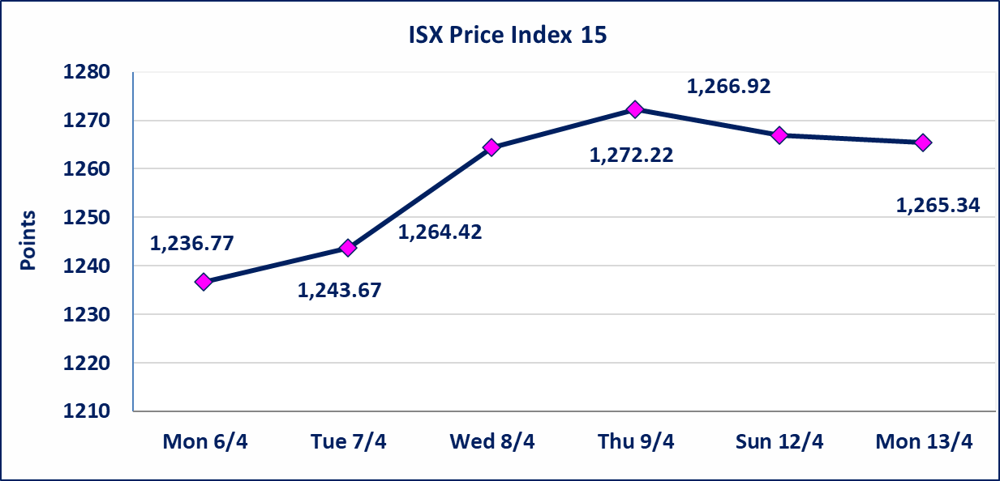 ISX Price Index 15
Points
1280
1270
1260
1250
1240
1230
1220
1210
1,236.77
1,243.67
1,264.42
1,272.22
1,266.92
1,265.34
Mon 6/4
Tue 7/4
Wed 8/4
Thu 9/4
Sun 12/4
Mon 13/4